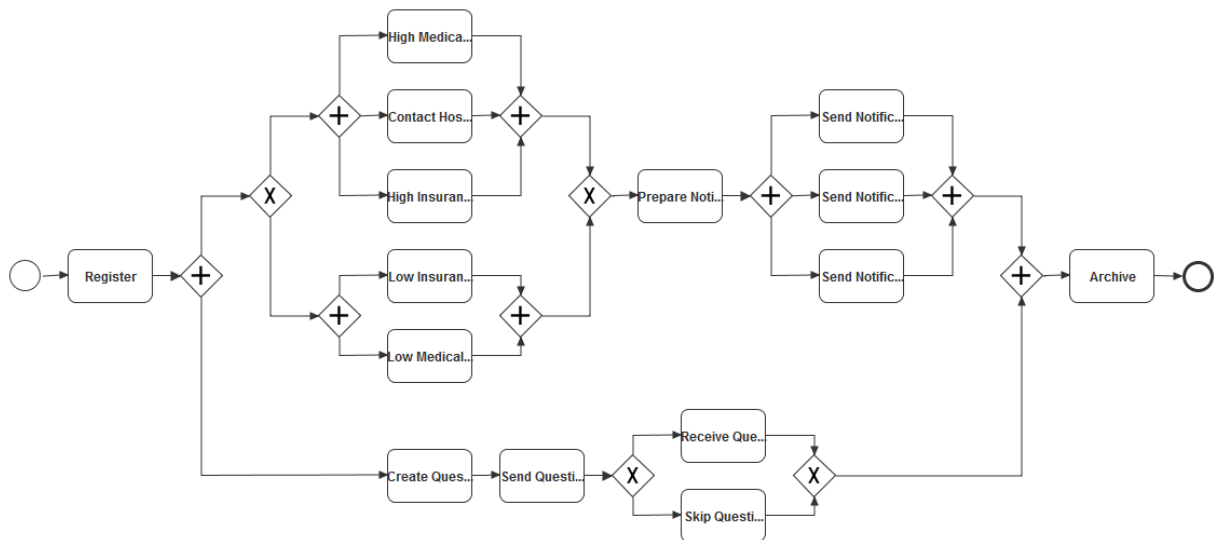 High Medica...
Contact Hos...
High Insuran...
Register
Low Insuran...
Low Medical...
Prepare Noti...
Send Notific...
Send Notific...
Send Notific...
Archive
Create Ques...
Send Questi...
Receive Que...
Skip Questi...